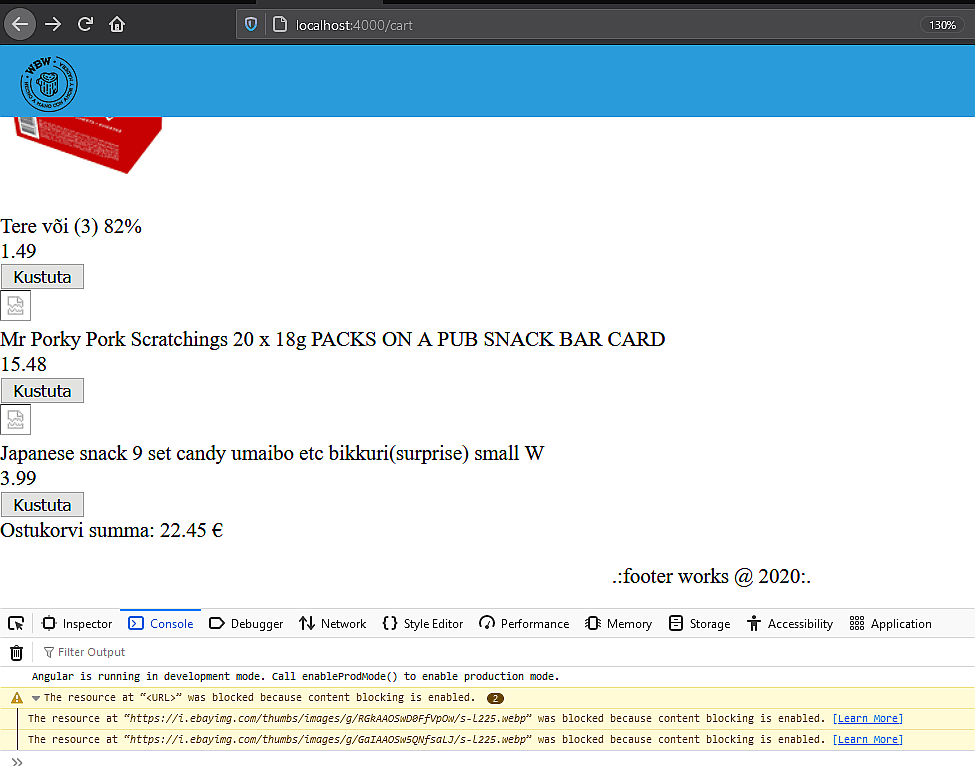 localhost:4000/cart
130%
WBW
Tere või (3) 82%
1.49
Kustuta
Mr Porky Pork Scratchings 20 x 18g PACKS ON A PUB SNACK BAR CARD
15.48
Kustuta
Japanese snack 9 set candy umaibo etc bikkuri(surprise) small W
3.99
Kustuta
Ostukorvi summa: 22.45 €
.:footer works @ 2020:.
Inspector Console Debugger Network Style Editor Performance Memory Storage Accessibility Application
Filter Output
Angular is running in development mode. Call enableProdMode() to enable production mode.
The resource at “<URL>” was blocked because content blocking is enabled. 2
The resource at “https://i.ebayimg.com/thumbs/images/g/RGkAAOSwD0FfVpOw/s-l225.webp” was blocked because content blocking is enabled. [Learn More]
The resource at “https://i.ebayimg.com/thumbs/images/g/GaIAAOSw5QNfsaLJ/s-l225.webp” was blocked because content blocking is enabled. [Learn More]